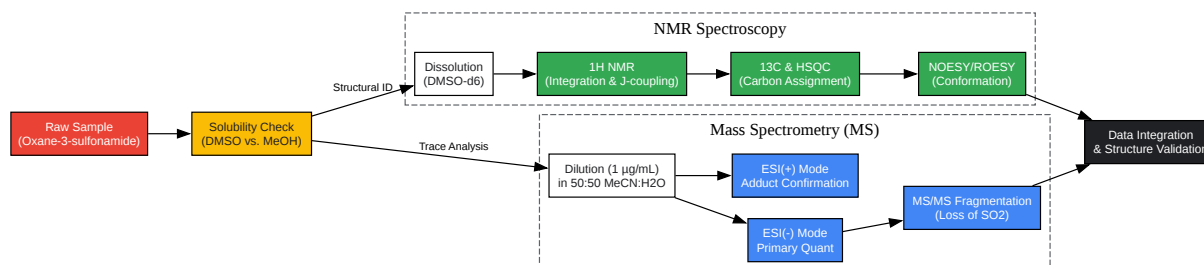 NMR Spectroscopy
Dissolution
(DMSO-d6)
1H NMR
(Integration & J-coupling)
13C & HSQC
(Carbon Assignment)
NOESY/ROESY
(Conformation)
Structural ID
Raw Sample
(Oxane-3-sulfonamide)
Solubility Check
(DMSO vs. MeOH)
Trace Analysis
Mass Spectrometry (MS)
Dilution (1 µg/mL)
in 50:50 MeCN:H2O
ESI(+) Mode
Adduct Confirmation
ESI(-) Mode
Primary Quant
MS/MS Fragmentation
(Loss of SO2)
Data Integration
& Structure Validation